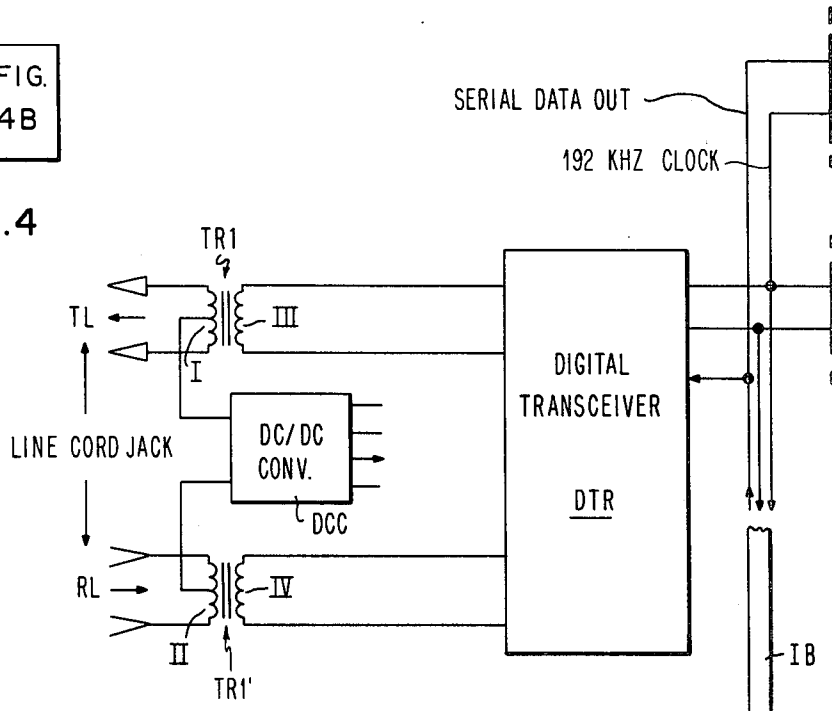 FIG.
4B
.4
SERIAL DATA OUT
192 KHZ CLOCK
TR1
TL
I
III
DIGITAL
TRANSCEIVER
DTR
LINE CORD JACK
DC/DC
CONV.
DCC
RL
II
IV
TR1'
IB